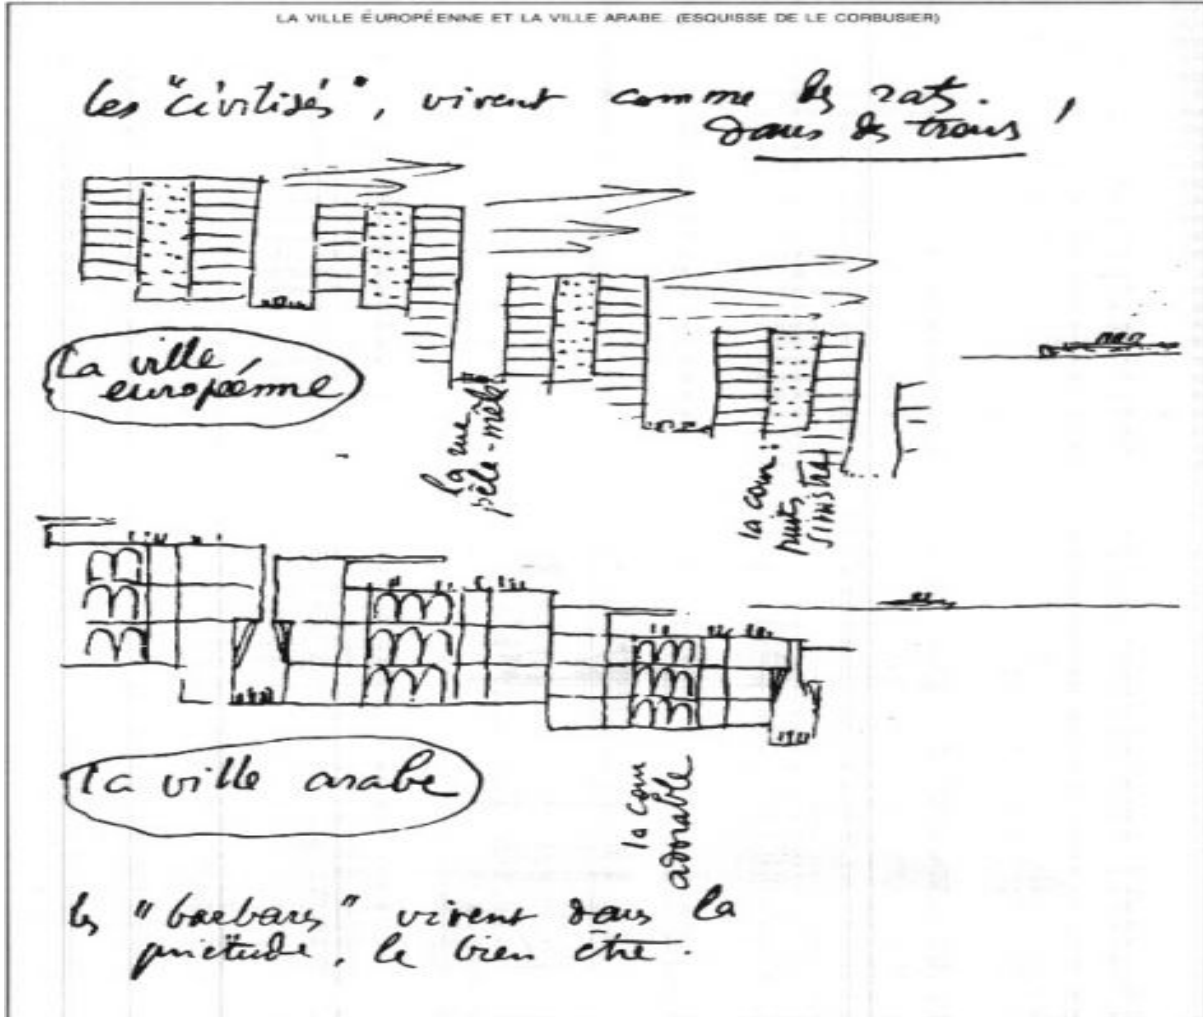 LA VILLE EUROPÉENNE ET LA VILLE ARABE. (ESQUISSE DE LE CORBUSIER)
les "civilisés", vivent comme les rats.
dans des trous !
la ville
européenne
la rue
pêle-mêle
la cour :
puits
sinistre
la ville arabe
la cour
adorable
les "barbares" vivent dans la
quiétude, le bien être.